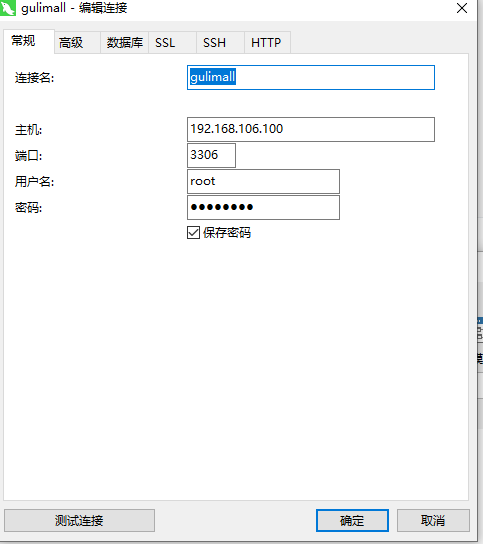 gulimall - 编辑连接
常规 高级 数据库 SSL SSH HTTP
连接名: gulimall
主机: 192.168.106.100
端口: 3306
用户名: root
密码: ●●●●●●●●
保存密码
测试连接 确定 取消